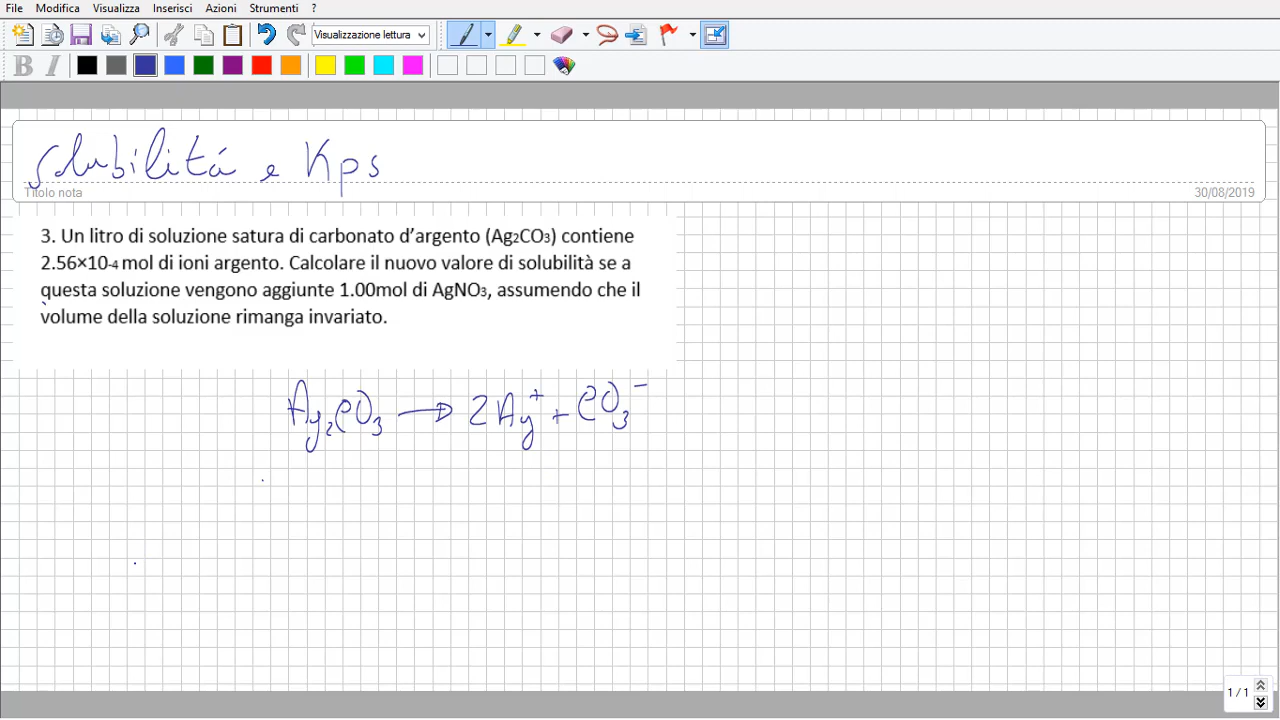 File Modifica Visualizza Inserisci Azioni Strumenti ?
Visualizzazione lettura
B I
Solubilitá e Kps
Titolo nota 30/08/2019
3. Un litro di soluzione satura di carbonato d’argento (Ag₂CO₃) contiene
2.56×10-4 mol di ioni argento. Calcolare il nuovo valore di solubilità se a
questa soluzione vengono aggiunte 1.00mol di AgNO₃, assumendo che il
volume della soluzione rimanga invariato.
Ag₂CO₃ → 2Ag⁺ + CO₃⁻
1/1